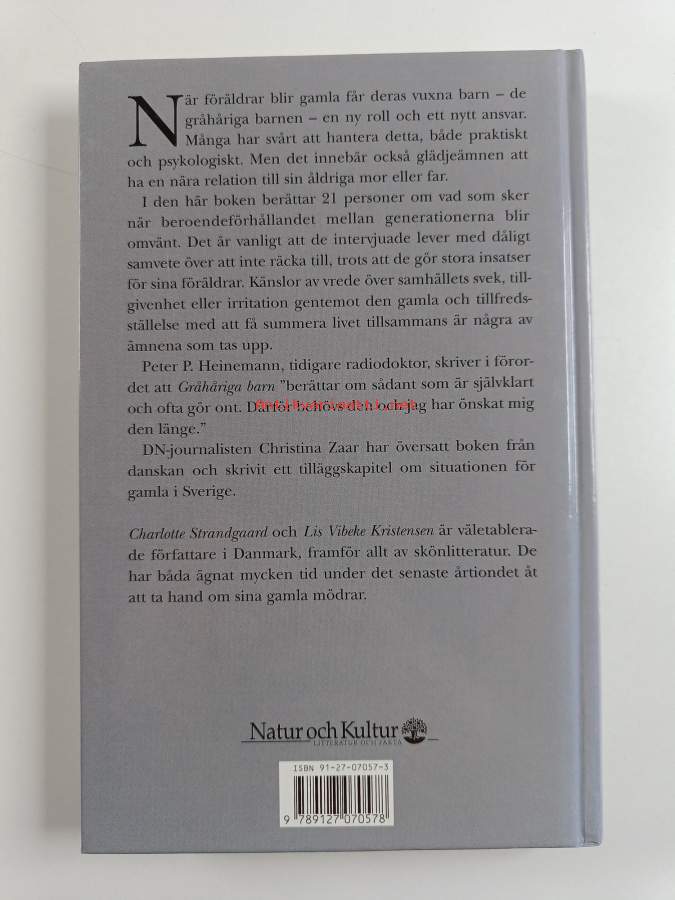 När föräldrar blir gamla får deras vuxna barn – de
gråhåriga barnen – en ny roll och ett nytt ansvar.
Många har svårt att hantera detta, både praktiskt
och psykologiskt. Men det innebär också glädjeämnen att
ha en nära relation till sin åldriga mor eller far.
I den här boken berättar 21 personer om vad som sker
när beroendeförhållandet mellan generationerna blir
omvänt. Det är vanligt att de intervjuade lever med dåligt
samvete över att inte räcka till, trots att de gör stora insatser
för sina föräldrar. Känslor av vrede över samhällets svek, till-
givenhet eller irritation gentemot den gamla och tillfreds-
ställelse med att få summera livet tillsammans är några av
ämnena som tas upp.
Peter P. Heinemann, tidigare radiodoktor, skriver i föror-
det att Gråhåriga barn ”berättar om sådant som är självklart
och ofta gör ont. Därför behövs den och jag har önskat mig
den länge.”
DN-journalisten Christina Zaar har översatt boken från
danskan och skrivit ett tilläggskapitel om situationen för
gamla i Sverige.
Charlotte Strandgaard och Lis Vibeke Kristensen är väletablera-
de författare i Danmark, framför allt av skönlitteratur. De
har båda ägnat mycken tid under det senaste årtiondet åt
att ta hand om sina gamla mödrar.
Natur och Kultur
LITTERATUR OCH FAKTA
ISBN 91-27-07057-3
9 789127 070578